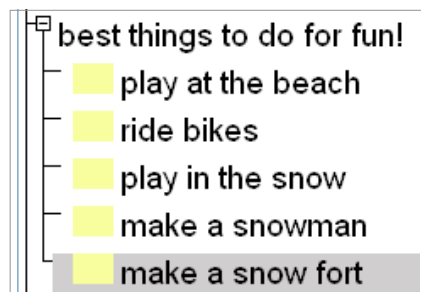 best things to do for fun!
play at the beach
ride bikes
play in the snow
make a snowman
make a snow fort